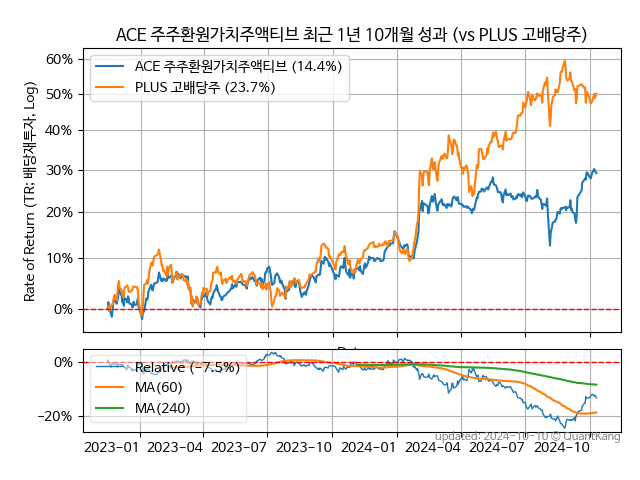 ACE 주주환원가치주액티브 최근 1년 10개월 성과 (vs PLUS 고배당주)
Rate of Return (TR: 배당재투자, Log)
60%
50%
40%
30%
20%
10%
0%
ACE 주주환원가치주액티브 (14.4%)
PLUS 고배당주 (23.7%)
0%
−20%
Relative (−7.5%)
MA(60)
MA(240)
2023−01 2023−04 2023−07 2023−10 2024−01 2024−04 2024−07 2024−10
updated: 2024−10−10 © QuantKang